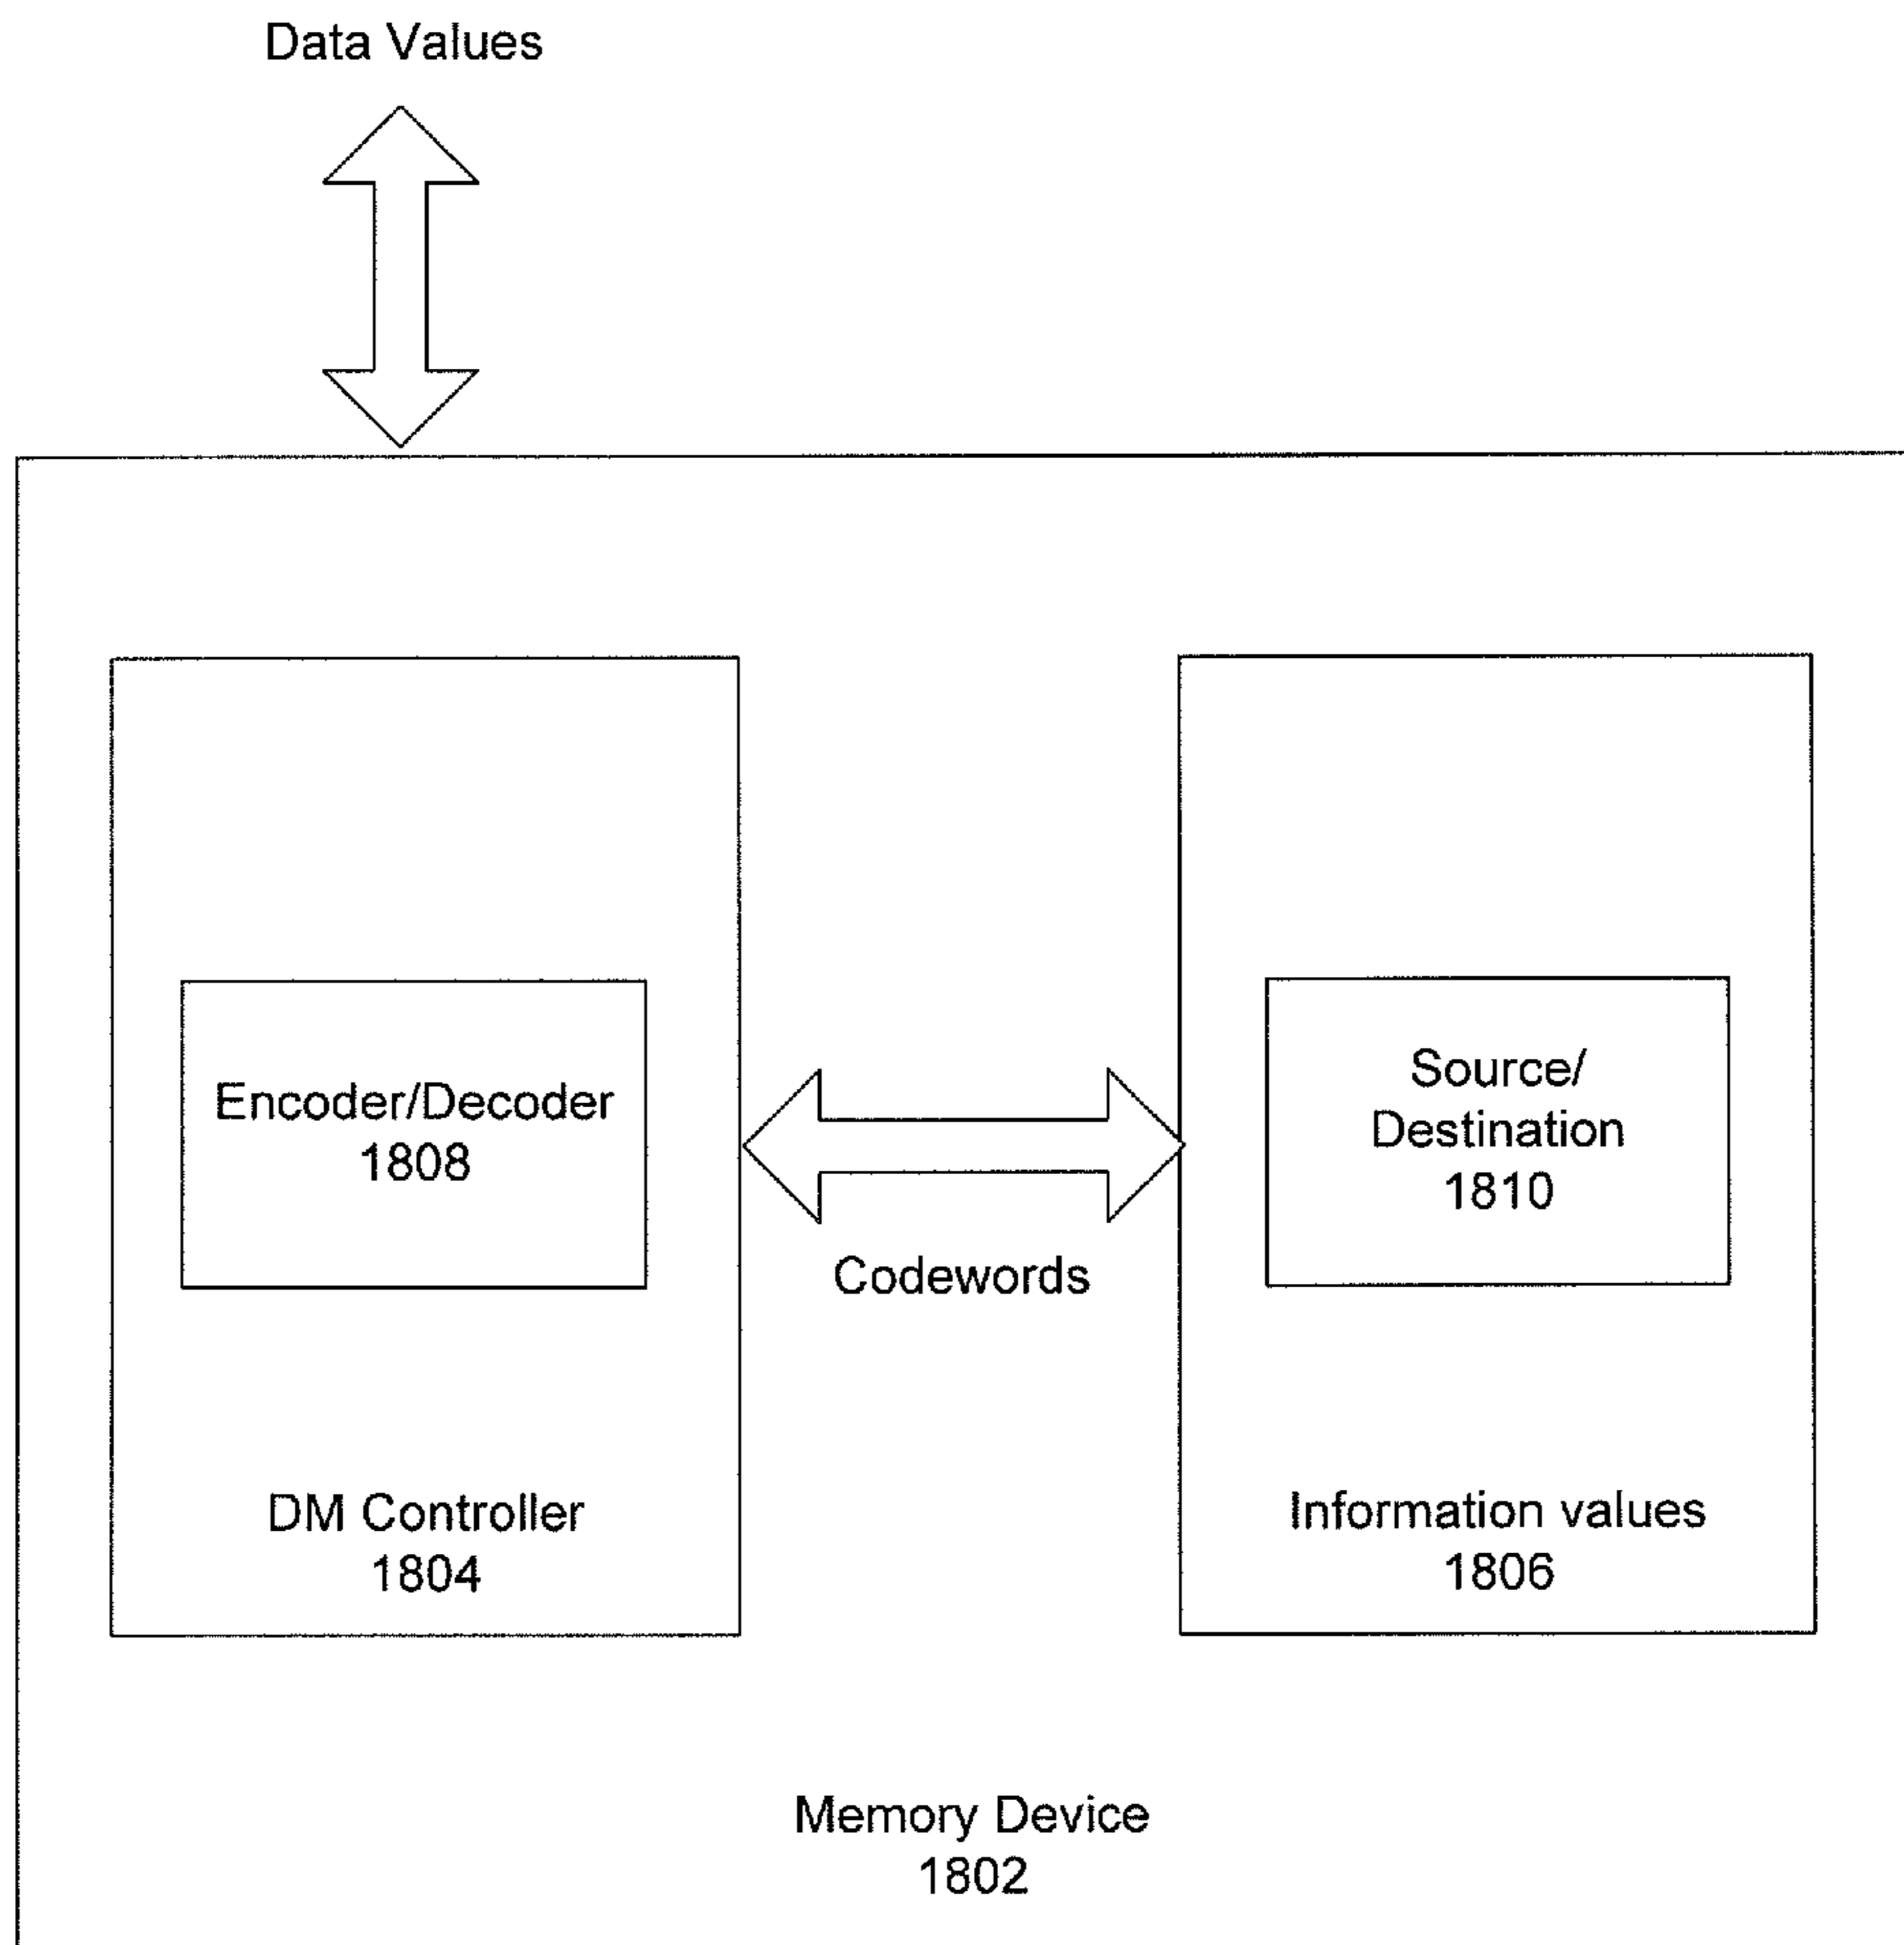 Data Values
Encoder/Decoder
1808
Source/
Destination
1810
Codewords
DM Controller
1804
Information values
1806
Memory Device
1802